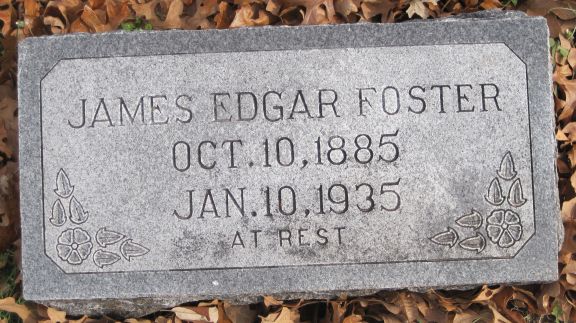 JAMES EDGAR FOSTER
OCT. 10, 1885
JAN. 10, 1935
AT REST